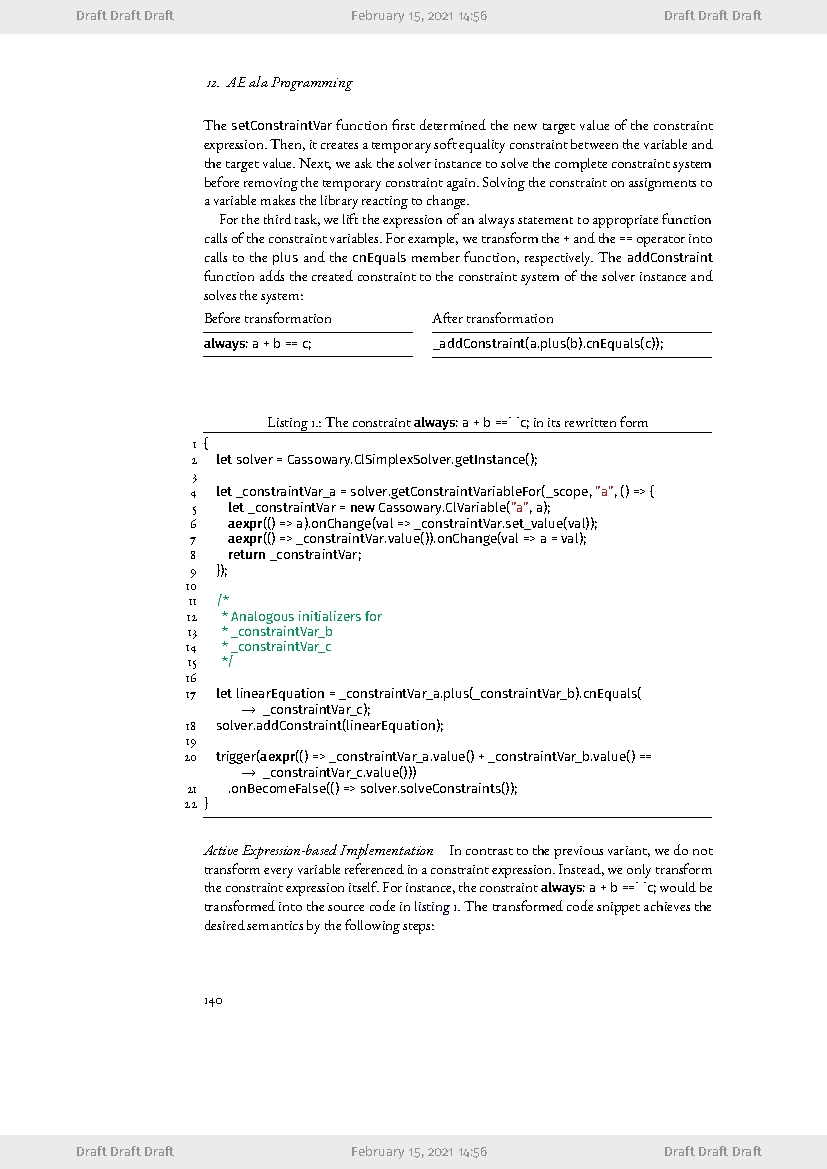 Draft Draft Draft February 15, 2021 14:56 Draft Draft Draft
12. AE ala Programming
The setConstraintVar function first determined the new target value of the constraint
expression. Then, it creates a temporary soft equality constraint between the variable and
the target value. Next, we ask the solver instance to solve the complete constraint system
before removing the temporary constraint again. Solving the constraint on assignments to
a variable makes the library reacting to change.
For the third task, we lift the expression of an always statement to appropriate function
calls of the constraint variables. For example, we transform the + and the == operator into
calls to the plus and the cnEquals member function, respectively. The addConstraint
function adds the created constraint to the constraint system of the solver instance and
solves the system:
Before transformation After transformation
always: a + b == c; _addConstraint(a.plus(b).cnEquals(c));
Listing 1.: The constraint always: a + b ==` `c; in its rewritten form
1 {
2 let solver = Cassowary.ClSimplexSolver.getInstance();
3
4 let _constraintVar_a = solver.getConstraintVariableFor(_scope, "a", () => {
5 let _constraintVar = new Cassowary.ClVariable("a", a);
6 aexpr(() => a).onChange(val => _constraintVar.set_value(val));
7 aexpr(() => _constraintVar.value()).onChange(val => a = val);
8 return _constraintVar;
9 });
10
11 /*
12 * Analogous initializers for
13 * _constraintVar_b
14 * _constraintVar_c
15 */
16
17 let linearEquation = _constraintVar_a.plus(_constraintVar_b).cnEquals(
→ _constraintVar_c);
18 solver.addConstraint(linearEquation);
19
20 trigger(aexpr(() => _constraintVar_a.value() + _constraintVar_b.value() ==
→ _constraintVar_c.value()))
21 .onBecomeFalse(() => solver.solveConstraints());
22 }
Active Expression-based Implementation In contrast to the previous variant, we do not
transform every variable referenced in a constraint expression. Instead, we only transform
the constraint expression itself. For instance, the constraint always: a + b ==` `c; would be
transformed into the source code in listing 1. The transformed code snippet achieves the
desired semantics by the following steps:
140
Draft Draft Draft February 15, 2021 14:56 Draft Draft Draft